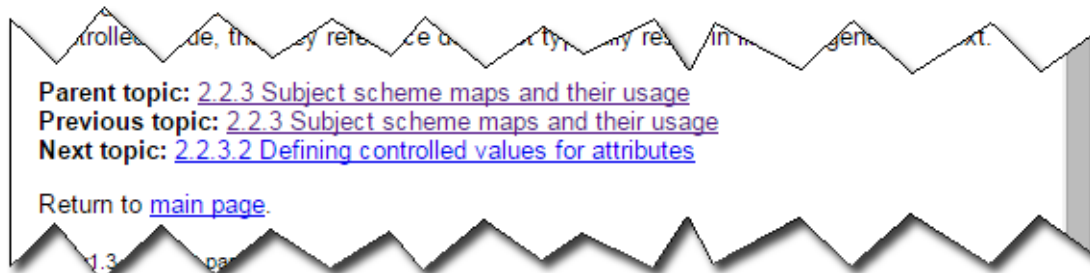 Parent topic: 2.2.3 Subject scheme maps and their usage
Previous topic: 2.2.3 Subject scheme maps and their usage
Next topic: 2.2.3.2 Defining controlled values for attributes
Return to main page.